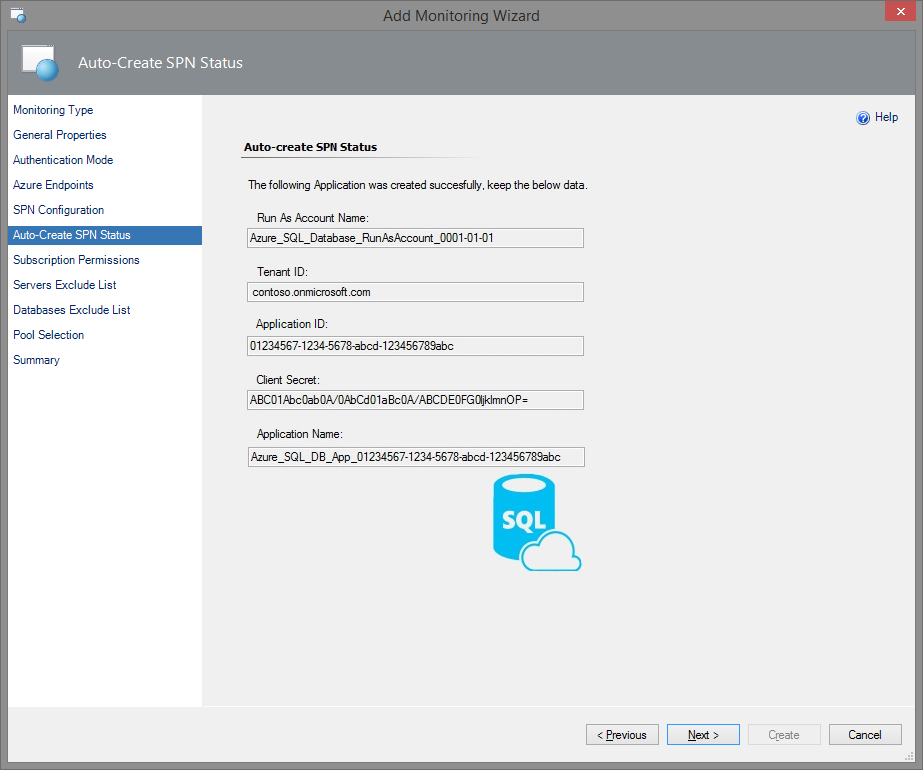 Add Monitoring Wizard
Auto-Create SPN Status
Monitoring Type
General Properties
Authentication Mode
Azure Endpoints
SPN Configuration
Auto-Create SPN Status
Subscription Permissions
Servers Exclude List
Databases Exclude List
Pool Selection
Summary
Help
Auto-create SPN Status
The following Application was created succesfully, keep the below data.
Run As Account Name:
Azure_SQL_Database_RunAsAccount_0001-01-01
Tenant ID:
contoso.onmicrosoft.com
Application ID:
01234567-1234-5678-abcd-123456789abc
Client Secret:
ABC01Abc0ab0A/0AbCd01aBc0A/ABCDE0FG0IjklmnOP=
Application Name:
Azure_SQL_DB_App_01234567-1234-5678-abcd-123456789abc
SQL
< Previous
Next >
Create
Cancel